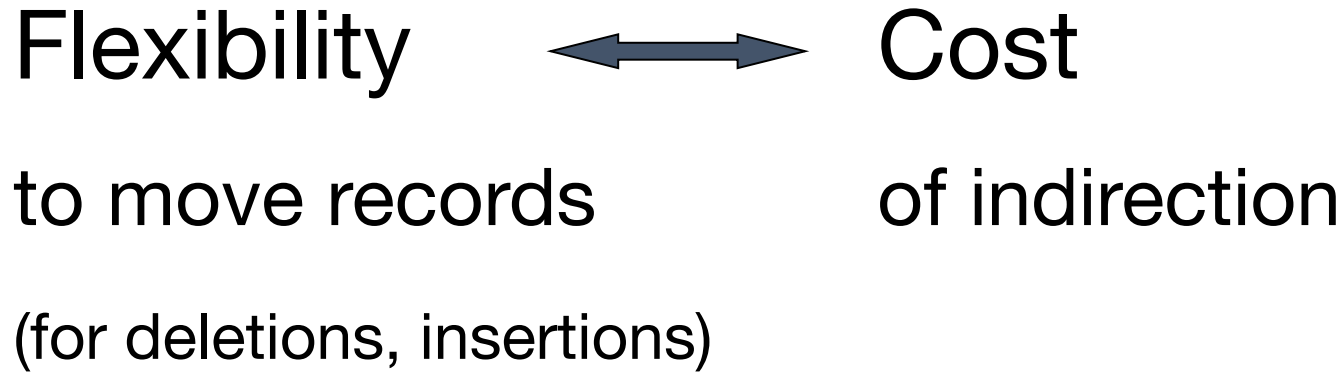 Flexibility Cost
to move records of indirection
(for deletions, insertions)